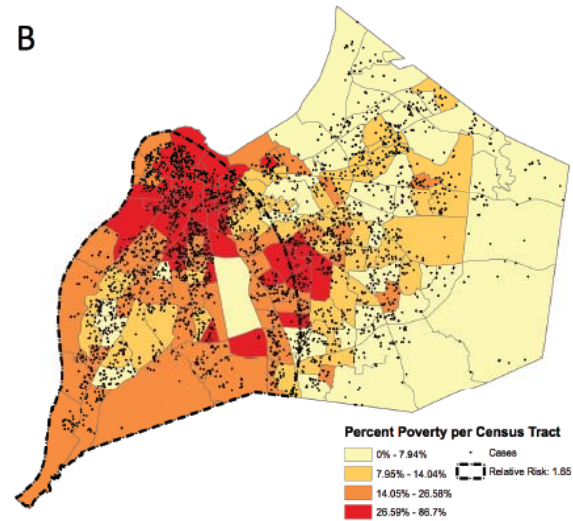 B
Percent Poverty per Census Tract
0% - 7.94%
Cases
7.95% - 14.04%
Relative Risk: 1.65
14.05% - 26.58%
26.59% - 86.7%